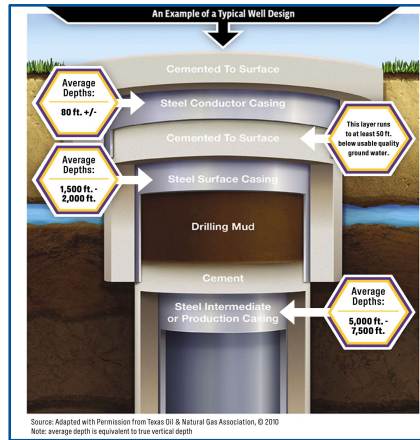 An Example of a Typical Well Design
Cemented To Surface
Average
Depths:
80 ft. +/-
Steel Conductor Casing
Cemented To Surface
This layer runs
to at least 50 ft.
below usable quality
ground water.
Average
Depths:
1,500 ft. -
2,000 ft.
Steel Surface Casing
Drilling Mud
Cement
Steel Intermediate
or Production Casing
Average
Depths:
5,000 ft. -
7,500 ft.
Source: Adapted with Permission from Texas Oil & Natural Gas Association, © 2010
Note: average depth is equivalent to true vertical depth